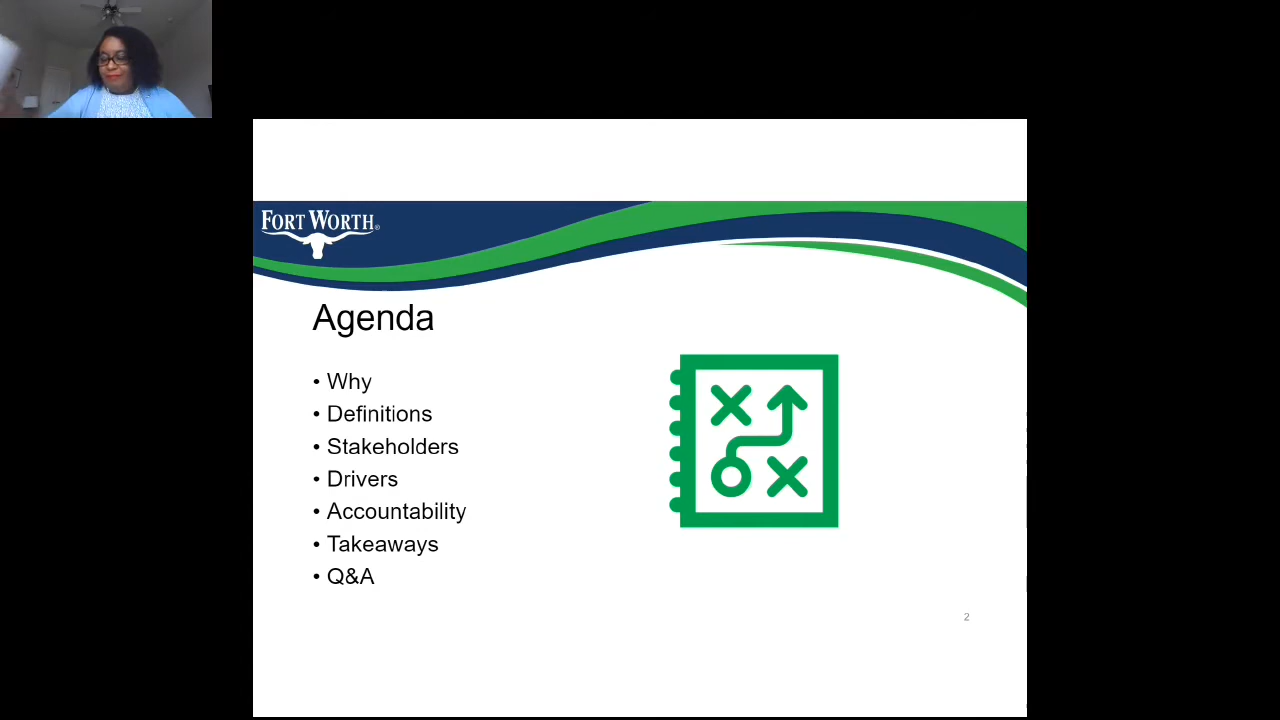 FORT WORTH®
Agenda
• Why
• Definitions
• Stakeholders
• Drivers
• Accountability
• Takeaways
• Q&A
2